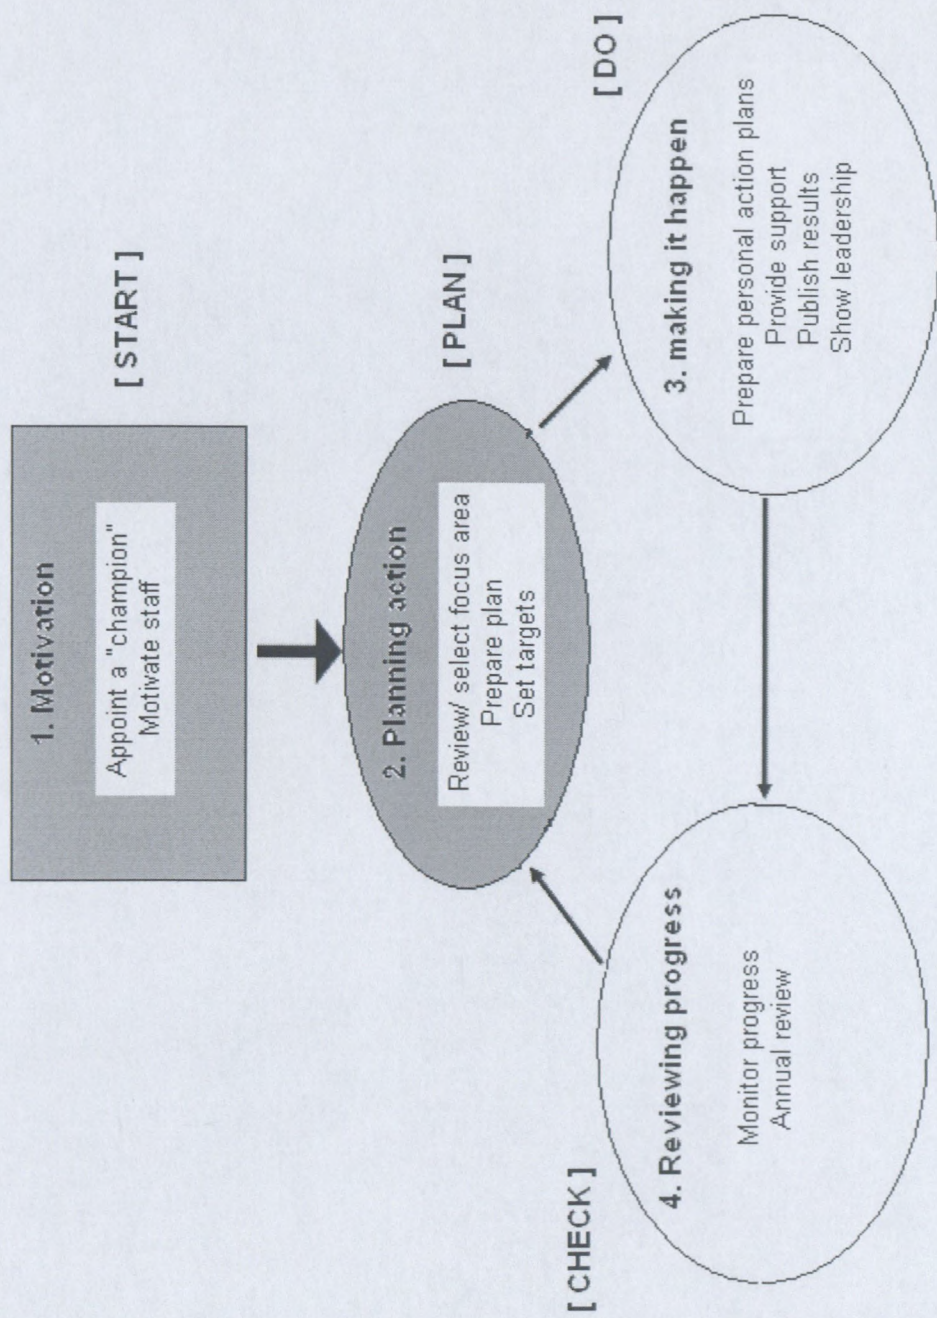 1. Motivation
Appoint a "champion"
Motivate staff
[ START ]
2. Planning action
Review/ select focus area
Prepare plan
Set targets
[ PLAN ]
[ DO ]
3. making it happen
Prepare personal action plans
Provide support
Publish results
Show leadership
[ CHECK ]
4. Reviewing progress
Monitor progress
Annual review